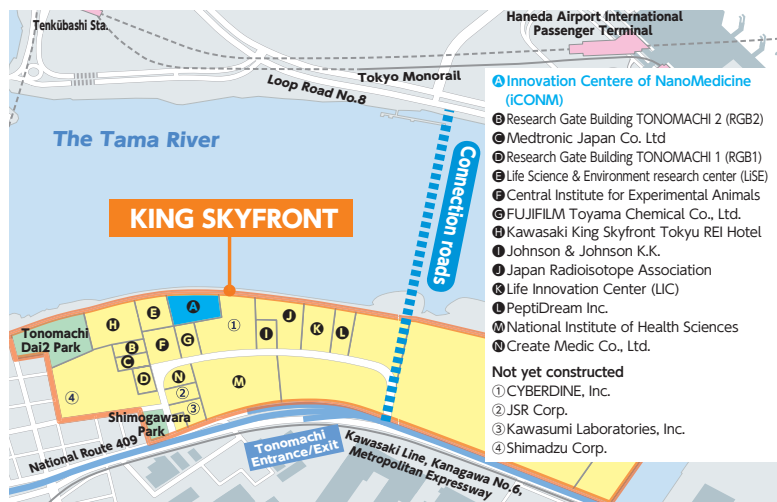 Tenkūbashi Sta.
Haneda Airport International
Passenger Terminal
Tokyo Monorail
Loop Road No.8
The Tama River
Connection roads
KING SKYFRONT
Tonomachi
Dai2 Park
Shimogawara
Park
National Route 409
Tonomachi
Entrance/Exit
Kawasaki Line, Kanagawa No.6,
Metropolitan Expressway
H
E
A
①
B
C
F
G
D
I
J
K
L
N
M
②
③
④
A Innovation Centere of NanoMedicine
(iCONM)
B Research Gate Building TONOMACHI 2 (RGB2)
C Medtronic Japan Co. Ltd
D Research Gate Building TONOMACHI 1 (RGB1)
E Life Science & Environment research center (LiSE)
F Central Institute for Experimental Animals
G FUJIFILM Toyama Chemical Co., Ltd.
H Kawasaki King Skyfront Tokyu REI Hotel
I Johnson & Johnson K.K.
J Japan Radioisotope Association
K Life Innovation Center (LIC)
L PeptiDream Inc.
M National Institute of Health Sciences
N Create Medic Co., Ltd.
Not yet constructed
①CYBERDINE, Inc.
②JSR Corp.
③Kawasumi Laboratories, Inc.
④Shimadzu Corp.